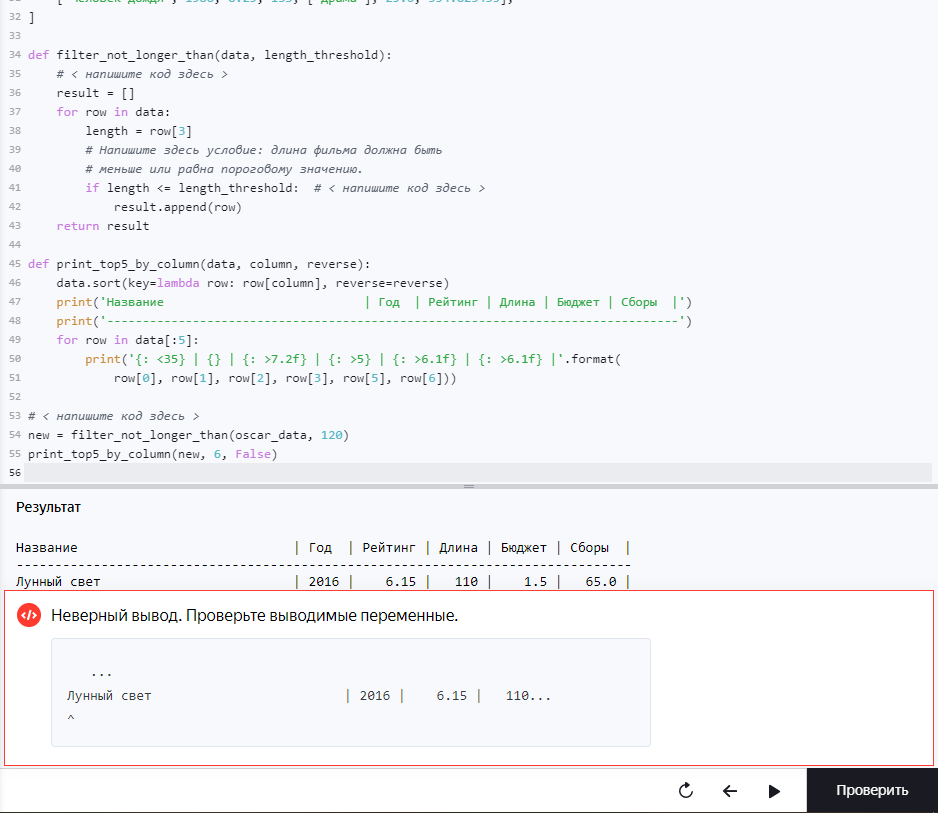 32 ]
33
34 def filter_not_longer_than(data, length_threshold):
35 # < напишите код здесь >
36 result = []
37 for row in data:
38 length = row[3]
39 # Напишите здесь условие: длина фильма должна быть
40 # меньше или равна пороговому значению.
41 if length <= length_threshold: # < напишите код здесь >
42 result.append(row)
43 return result
44
45 def print_top5_by_column(data, column, reverse):
46 data.sort(key=lambda row: row[column], reverse=reverse)
47 print('Название | Год | Рейтинг | Длина | Бюджет | Сборы |')
48 print('---------------------------------------------------------------------------------')
49 for row in data[:5]:
50 print('{: <35} | {} | {: >7.2f} | {: >5} | {: >6.1f} | {: >6.1f} |'.format(
51 row[0], row[1], row[2], row[3], row[5], row[6]))
52
53 # < напишите код здесь >
54 new = filter_not_longer_than(oscar_data, 120)
55 print_top5_by_column(new, 6, False)
56
Результат
Название | Год | Рейтинг | Длина | Бюджет | Сборы |
---------------------------------------------------------------------------------
Лунный свет | 2016 | 6.15 | 110 | 1.5 | 65.0 |
Неверный вывод. Проверьте выводимые переменные.
...
Лунный свет | 2016 | 6.15 | 110...
^
Проверить